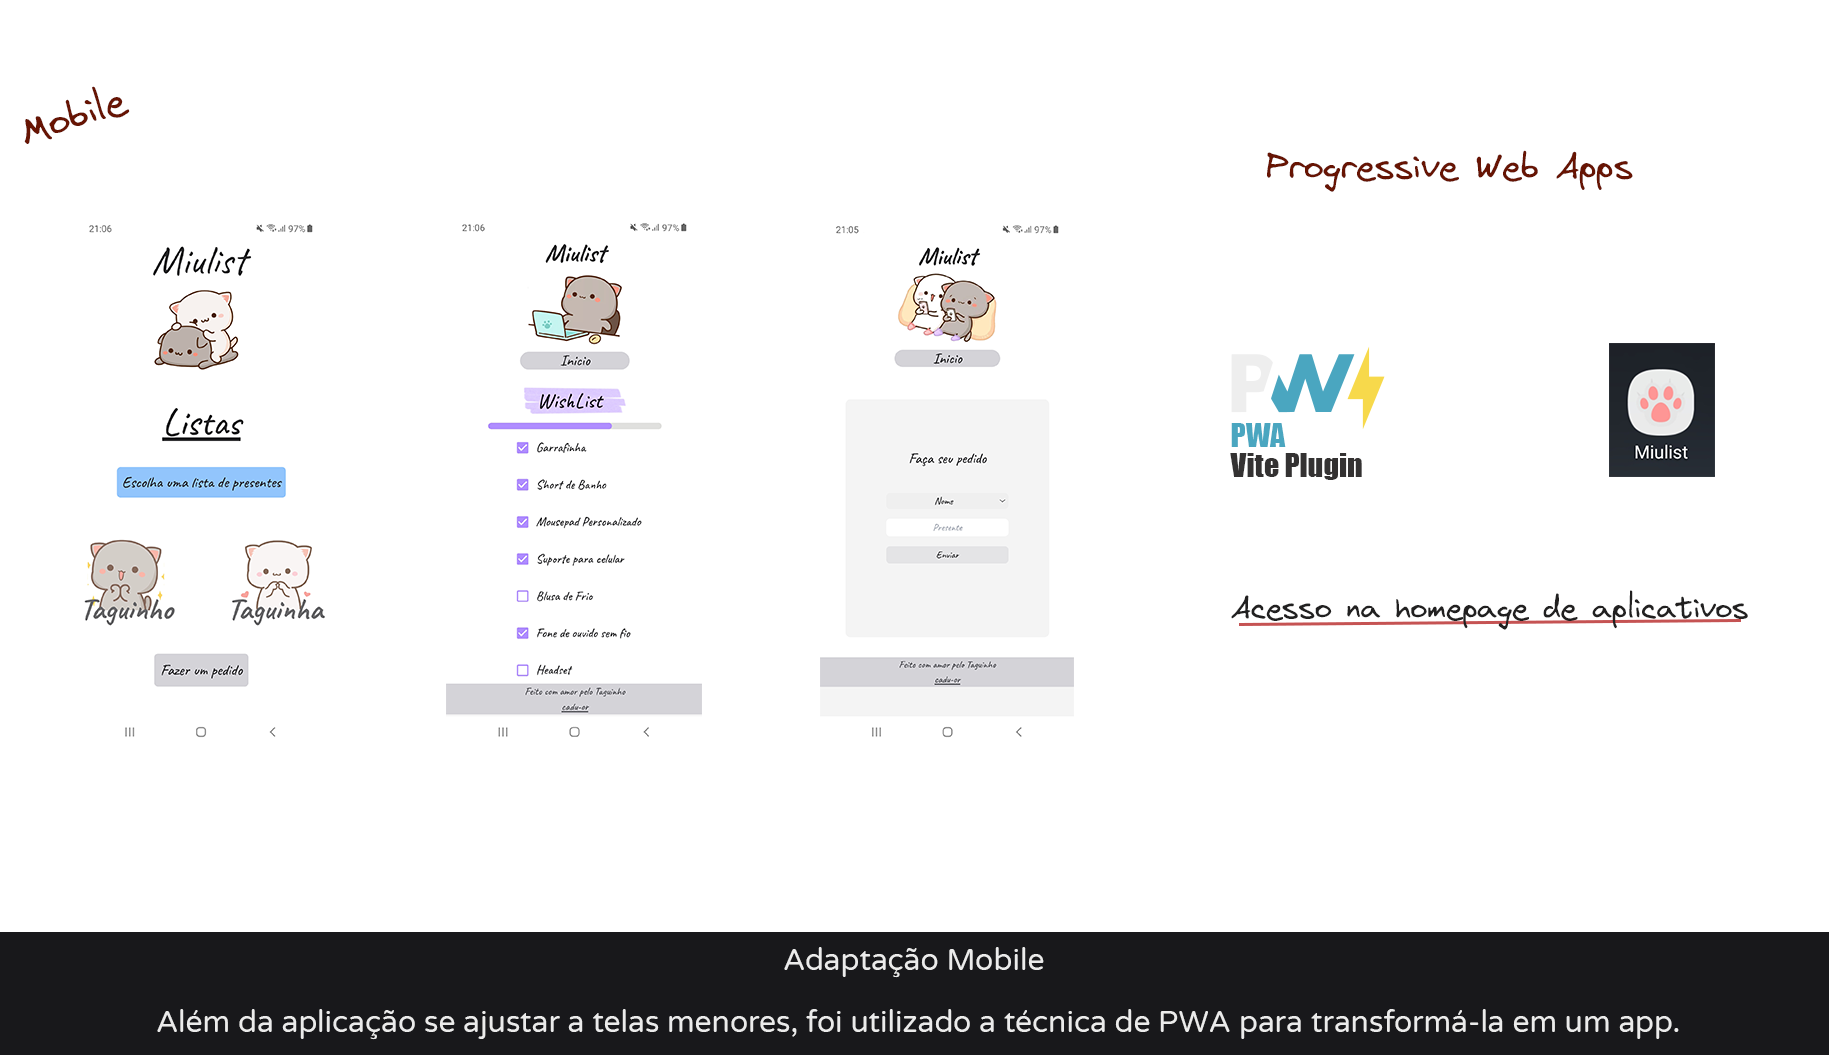 Mobile
21:06
97%
Miulist
Listas
Escolha uma lista de presentes
Taguinho
Taguinha
Fazer um pedido
21:06
97%
Miulist
Inicio
WishList
Garrafinha
Short de Banho
Mousepad Personalizado
Suporte para celular
Blusa de Frio
Fone de ouvido sem fio
Headset
Feito com amor pelo Taguinho
cadu-or
21:05
97%
Miulist
Inicio
Faça seu pedido
Nome
Presente
Enviar
Feito com amor pelo Taguinho
cadu-or
Progressive Web Apps
PW
PWA
Vite Plugin
Miulist
Acesso na homepage de aplicativos
Adaptação Mobile
Além da aplicação se ajustar a telas menores, foi utilizado a técnica de PWA para transformá-la em um app.